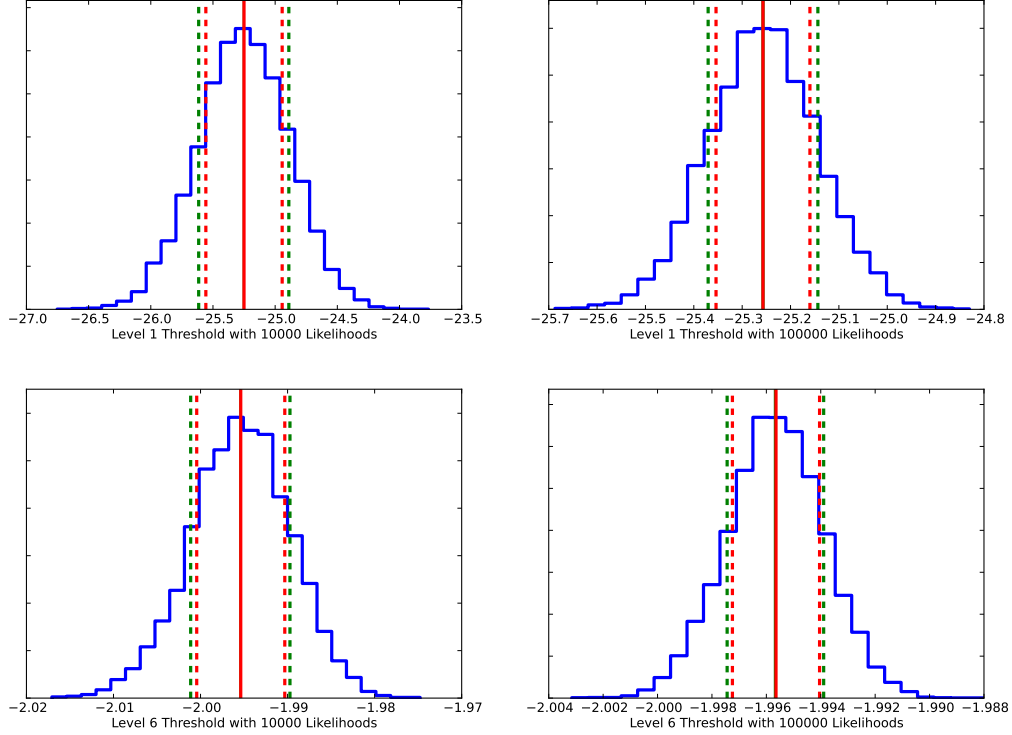 −27.0 −26.5 −26.0 −25.5 −25.0 −24.5 −24.0 −23.5
Level 1 Threshold with 10000 Likelihoods
−25.7 −25.6 −25.5 −25.4 −25.3 −25.2 −25.1 −25.0 −24.9 −24.8
Level 1 Threshold with 100000 Likelihoods
−2.02 −2.01 −2.00 −1.99 −1.98 −1.97
Level 6 Threshold with 10000 Likelihoods
−2.004 −2.002 −2.000 −1.998 −1.996 −1.994 −1.992 −1.990 −1.988
Level 6 Threshold with 100000 Likelihoods